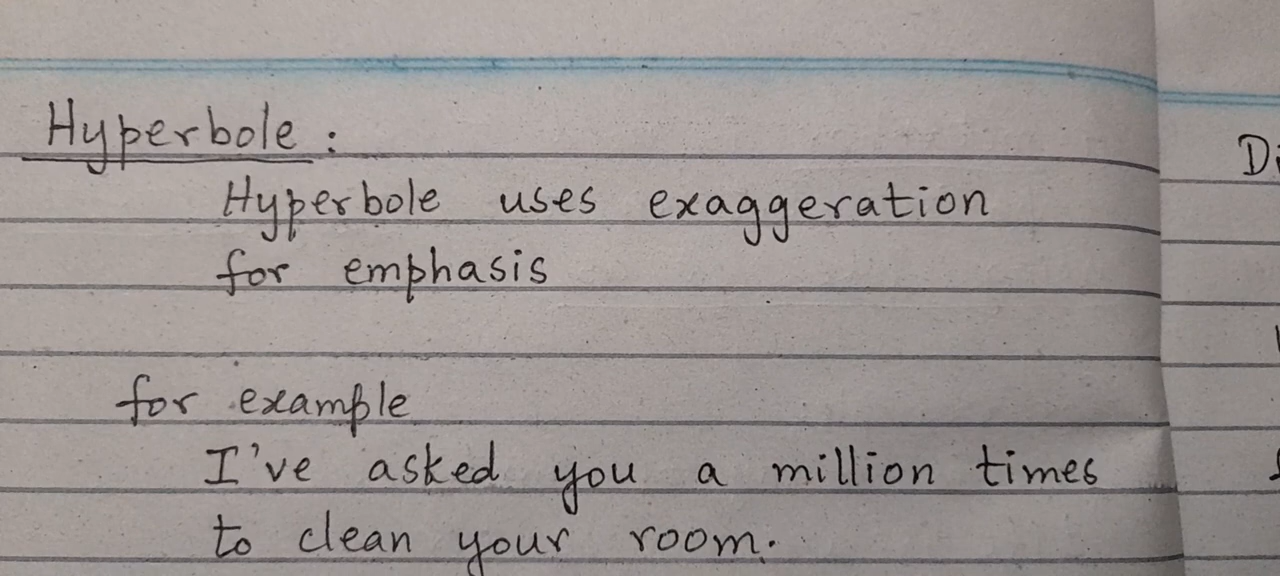 Hyperbole :
Hyperbole uses exaggeration
for emphasis
for example
I've asked you a million times
to clean your room.